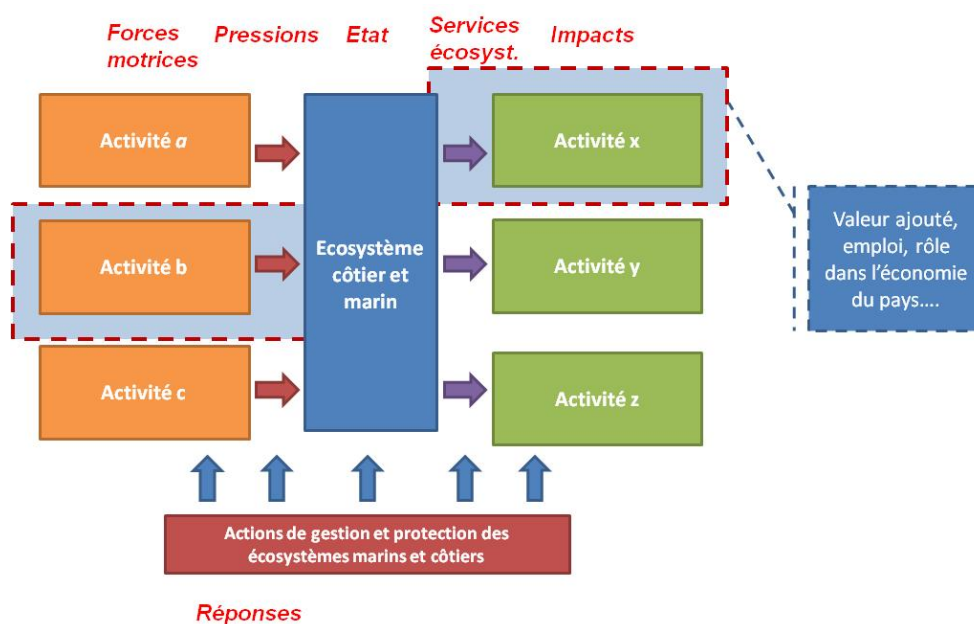 Forces
motrices
Pressions
Etat
Services
écosyst.
Impacts
Activité a
Activité x
Activité b
Ecosystème
côtier et
marin
Activité y
Valeur ajouté,
emploi, rôle
dans l'économie
du pays....
Activité c
Activité z
Actions de gestion et protection des
écosystèmes marins et côtiers
Réponses